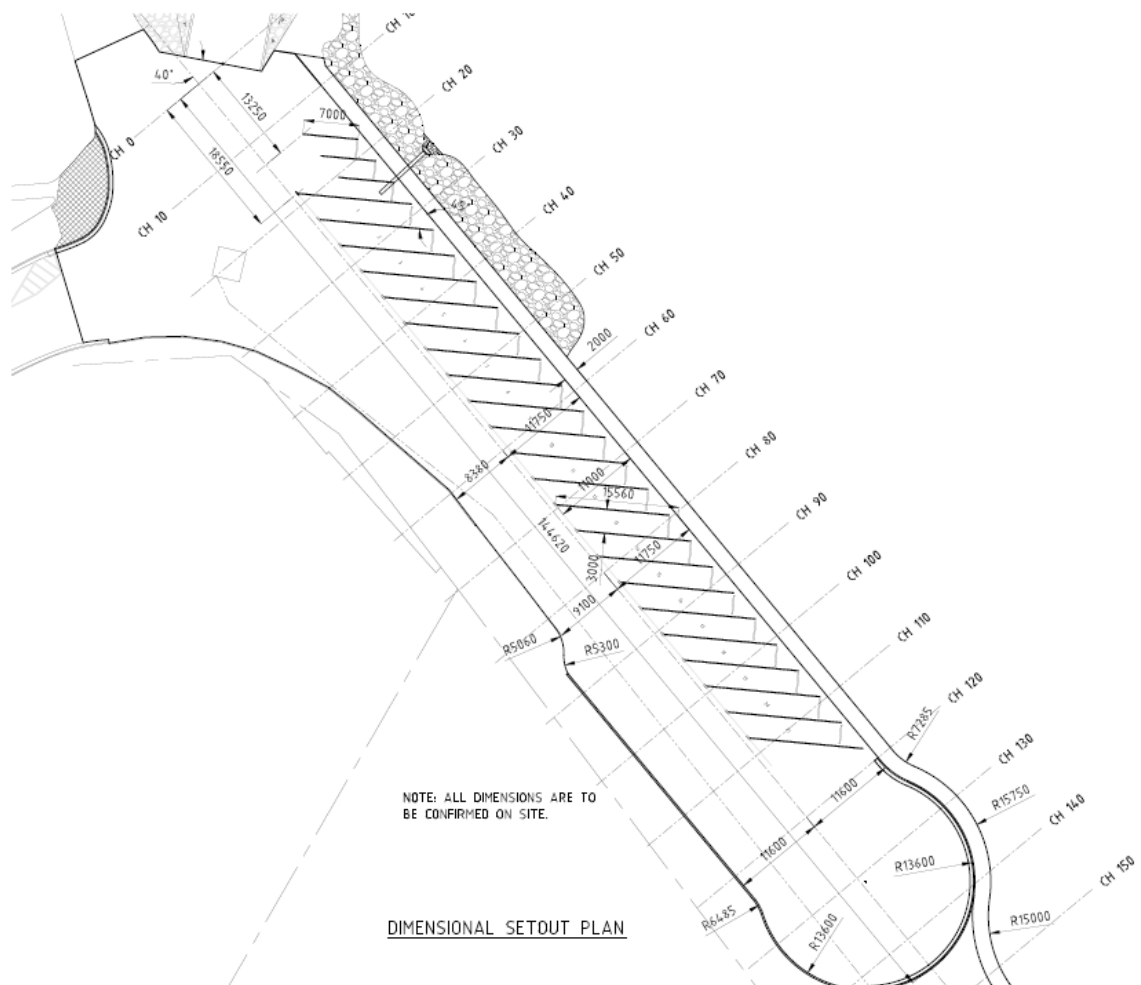 CH 20
40°
13250
7000
CH 30
CH 0
18550
CH 10
CH 40
CH 50
2000
CH 60
11750
CH 70
8380
11000
15560
CH 80
144620
11750
3000
CH 90
9100
R5060
R5300
CH 100
CH 110
R7285
CH 120
CH 130
11600
R15750
CH 140
NOTE: ALL DIMENSIONS ARE TO
BE CONFIRMED ON SITE.
11600
R13600
CH 150
R6485
R13600
R15000
DIMENSIONAL SETOUT PLAN